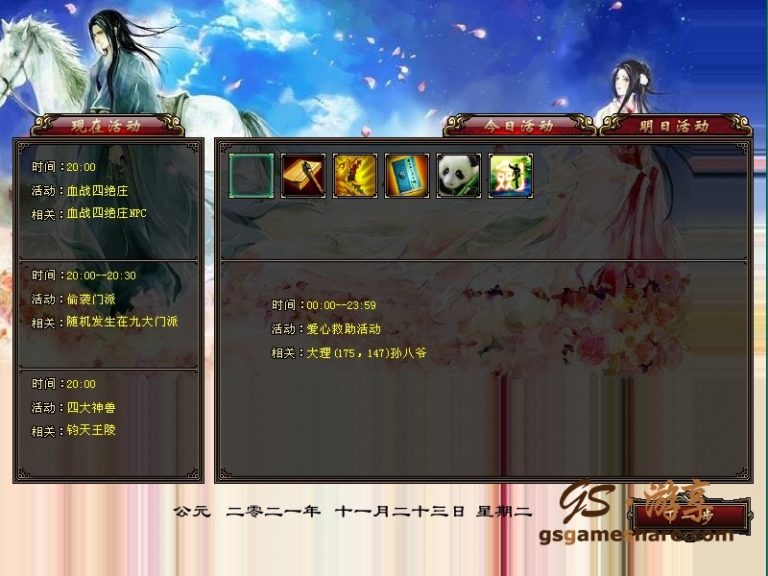 现在活动
今日活动
明日活动
时间:20:00
活动:血战四绝庄
相关:血战四绝庄NPC
时间:20:00--20:30
活动:偷袭门派
相关:随机发生在九大门派
时间:20:00
活动:四大神兽
相关:钧天王陵
时间:00:00--23:59
活动:爱心救助活动
相关:大理(175,147)孙八爷
公元 二零二一年 十一月二十三日 星期二
GS·游享
gsgameshare.com